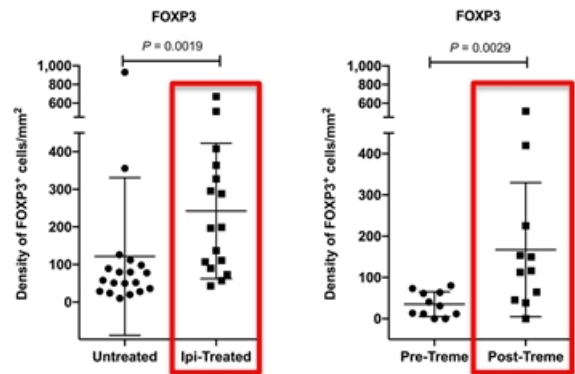 FOXP3
P = 0.0019
1,000
800
600
400
300
200
100
0
Density of FOXP3⁺ cells/mm²
Untreated
Ipi-Treated
FOXP3
P = 0.0029
1,000
800
600
400
300
200
100
0
Density of FOXP3⁺ cells/mm²
Pre-Treme
Post-Treme